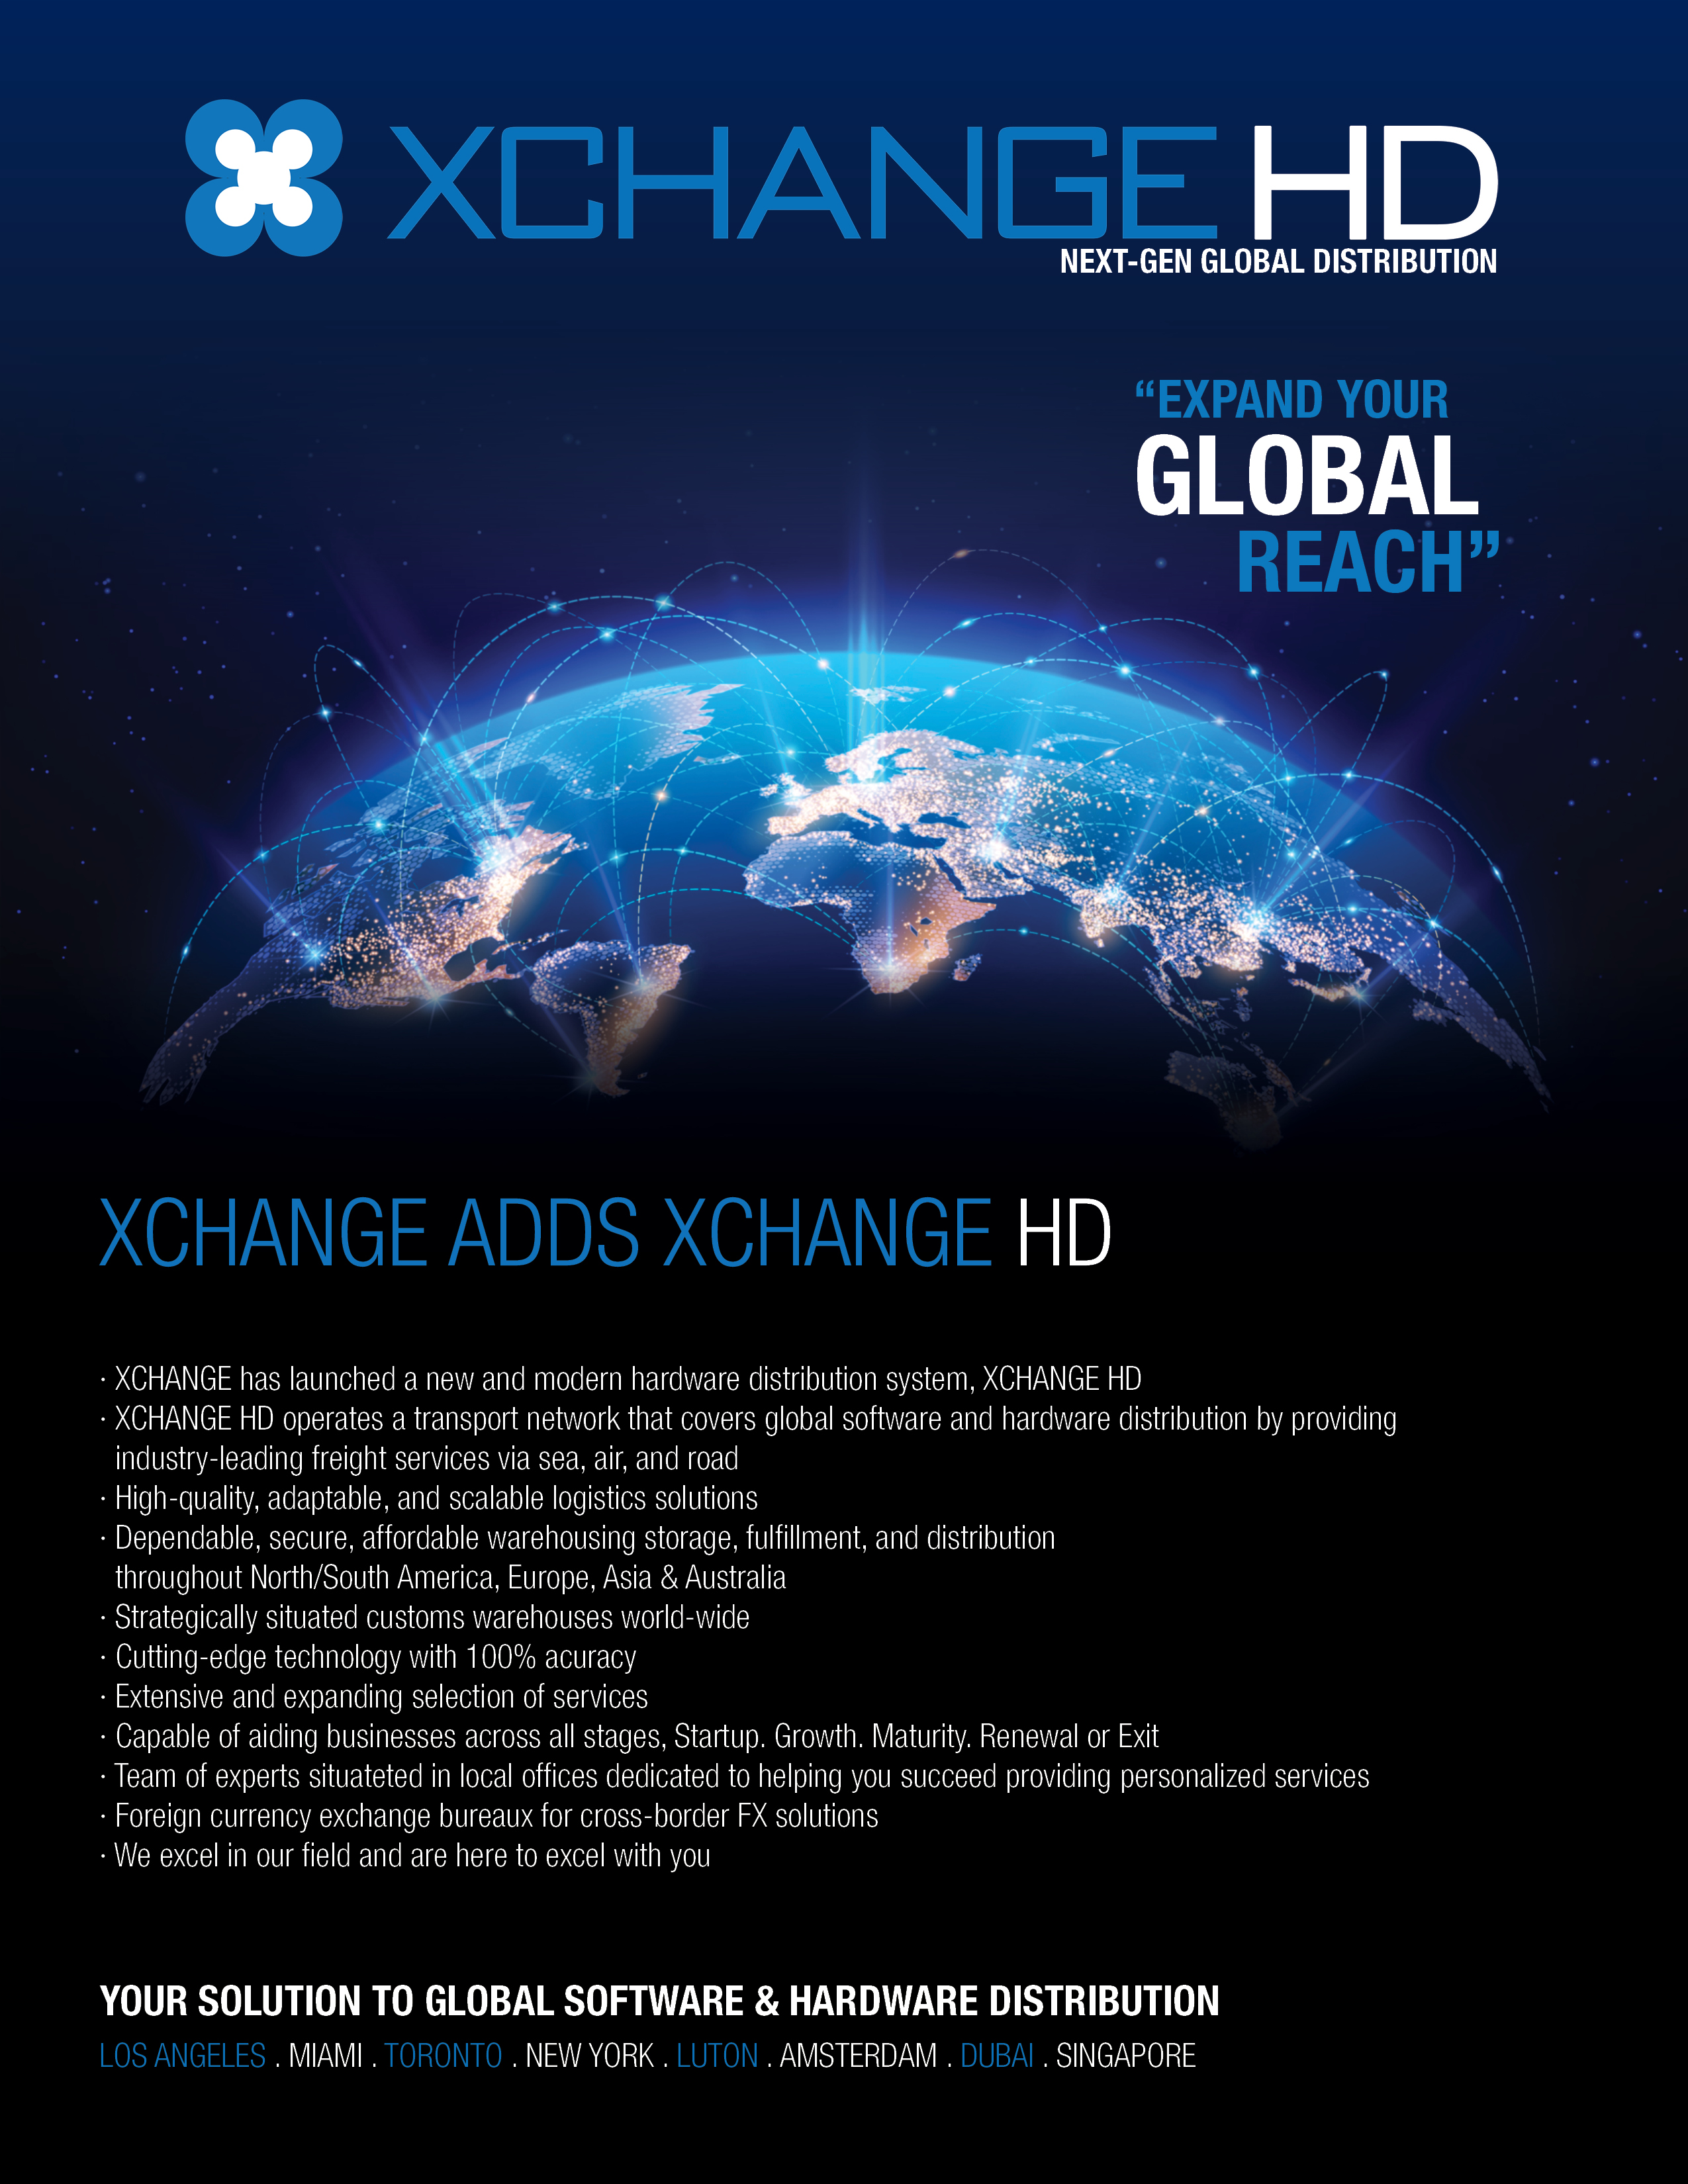 XCHANGE HD
NEXT-GEN GLOBAL DISTRIBUTION
“EXPAND YOUR
GLOBAL
REACH”
XCHANGE ADDS XCHANGE HD
· XCHANGE has launched a new and modern hardware distribution system, XCHANGE HD
· XCHANGE HD operates a transport network that covers global software and hardware distribution by providing
industry-leading freight services via sea, air, and road
· High-quality, adaptable, and scalable logistics solutions
· Dependable, secure, affordable warehousing storage, fulfillment, and distribution
throughout North/South America, Europe, Asia & Australia
· Strategically situated customs warehouses world-wide
· Cutting-edge technology with 100% acuracy
· Extensive and expanding selection of services
· Capable of aiding businesses across all stages, Startup. Growth. Maturity. Renewal or Exit
· Team of experts situateted in local offices dedicated to helping you succeed providing personalized services
· Foreign currency exchange bureaux for cross-border FX solutions
· We excel in our field and are here to excel with you
YOUR SOLUTION TO GLOBAL SOFTWARE & HARDWARE DISTRIBUTION
LOS ANGELES . MIAMI . TORONTO . NEW YORK . LUTON . AMSTERDAM . DUBAI . SINGAPORE